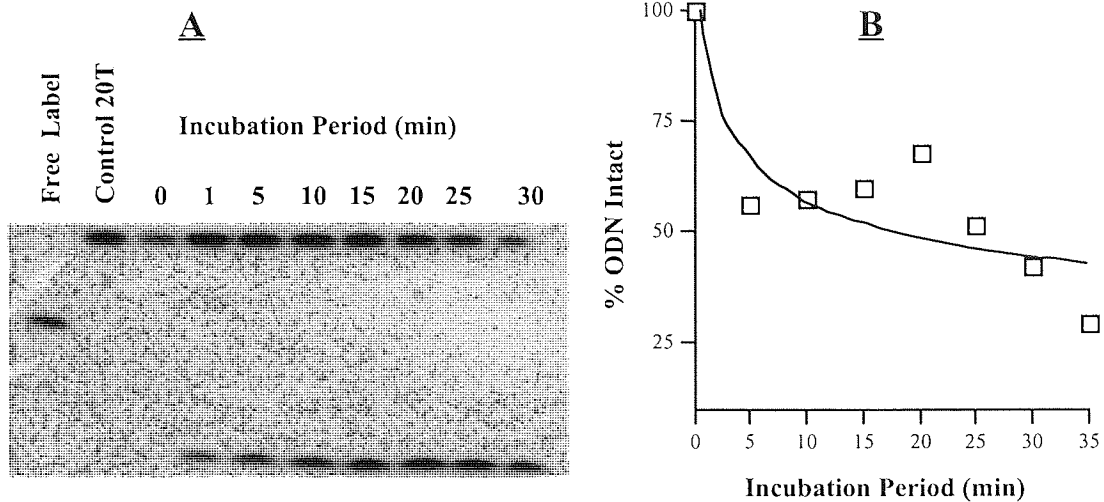 A
Free Label
Control 20T
Incubation Period (min)
0 1 5 10 15 20 25 30
B
% ODN Intact
100
75
50
25
0 5 10 15 20 25 30 35
Incubation Period (min)